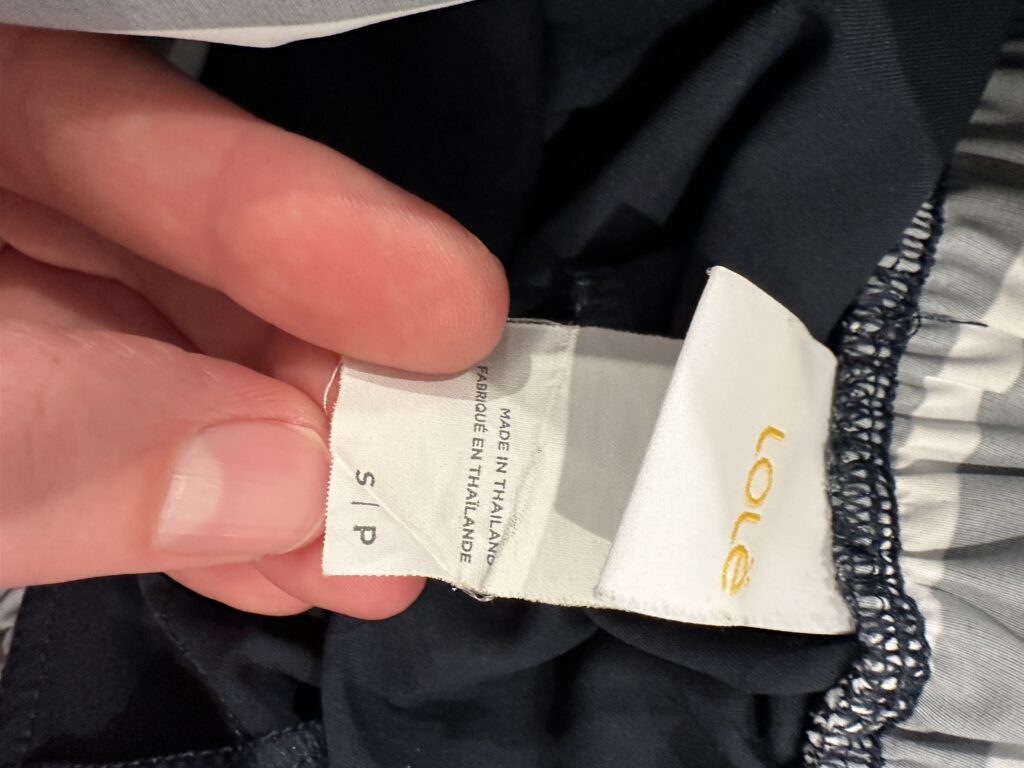 LOLË
MADE IN THAILAND
FABRIQUÉ EN THAÏLANDE
S | P